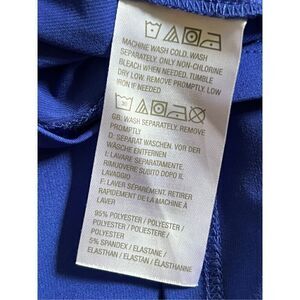 MACHINE WASH COLD. WASH
SEPARATELY. ONLY NON-CHLORINE
BLEACH WHEN NEEDED. TUMBLE
DRY LOW. REMOVE PROMPTLY. LOW
IRON IF NEEDED
GB: WASH SEPARATELY. REMOVE
PROMPTLY
D: SEPARAT WASCHEN. VOR DER
WÄSCHE ENTFERNEN
I: LAVARE SEPARATAMENTE.
RIMUOVERE SUBITO DOPO IL
LAVAGGIO
F: LAVER SÉPARÉMENT. RETIRER
RAPIDEMENT DE LA MACHINE À
LAVER
95% POLYESTER / POLYESTER /
POLYESTER / POLIESTERE /
POLYESTER
5% SPANDEX / ELASTANE /
ELASTHAN / ELASTAN / ÉLASTHANNE